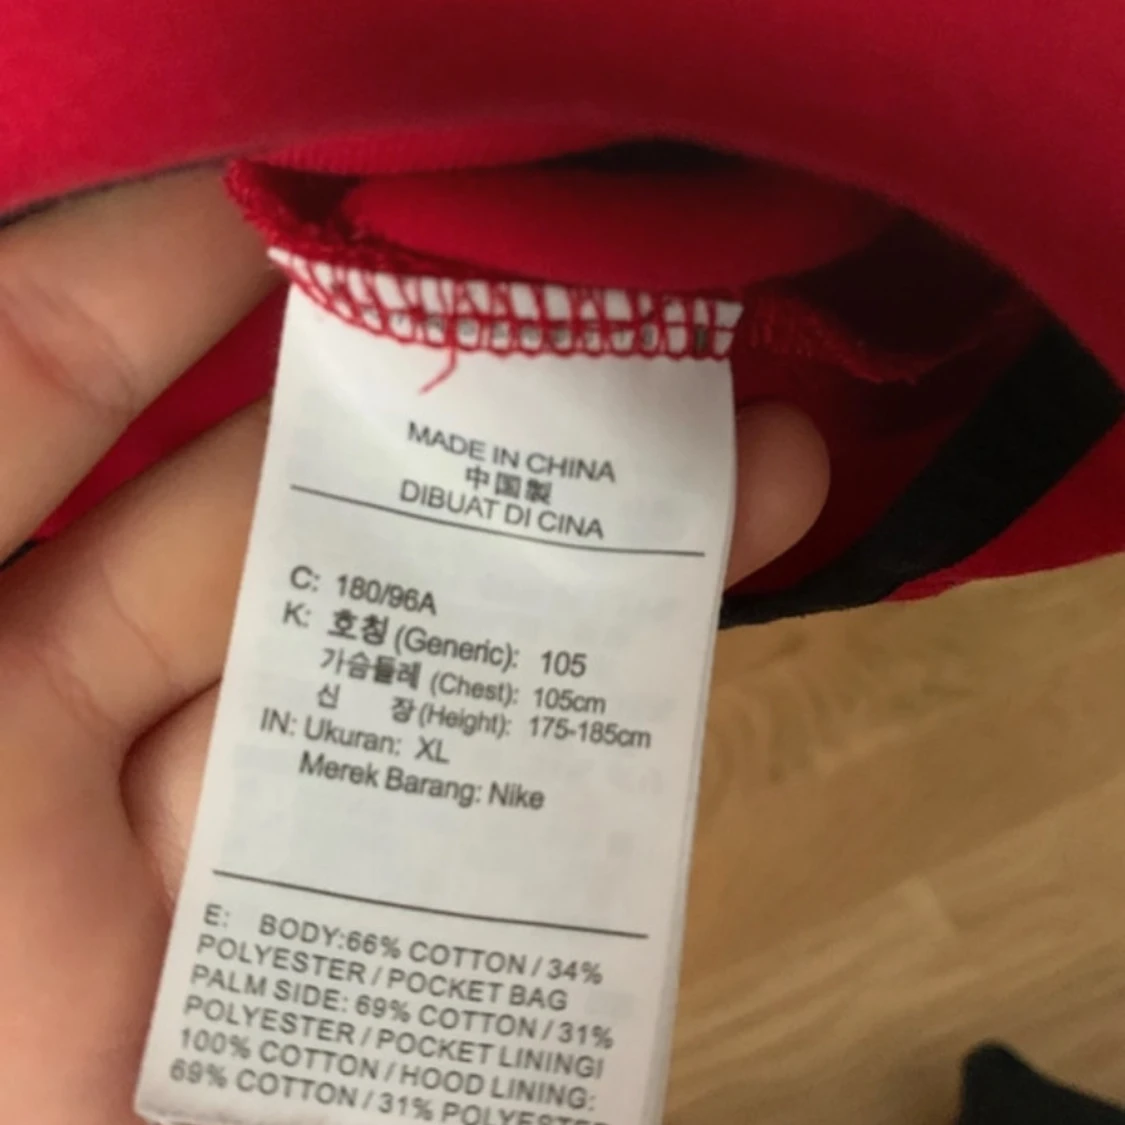 MADE IN CHINA
中国製
DIBUAT DI CINA
C: 180/96A
K: 호칭 (Generic): 105
가슴둘레 (Chest): 105cm
신 장 (Height): 175-185cm
IN: Ukuran: XL
Merek Barang: Nike
E: BODY:66% COTTON / 34%
POLYESTER / POCKET BAG
PALM SIDE: 69% COTTON / 31%
POLYESTER / POCKET LININGI
100% COTTON / HOOD LINING:
69% COTTON / 31% POLYESTER